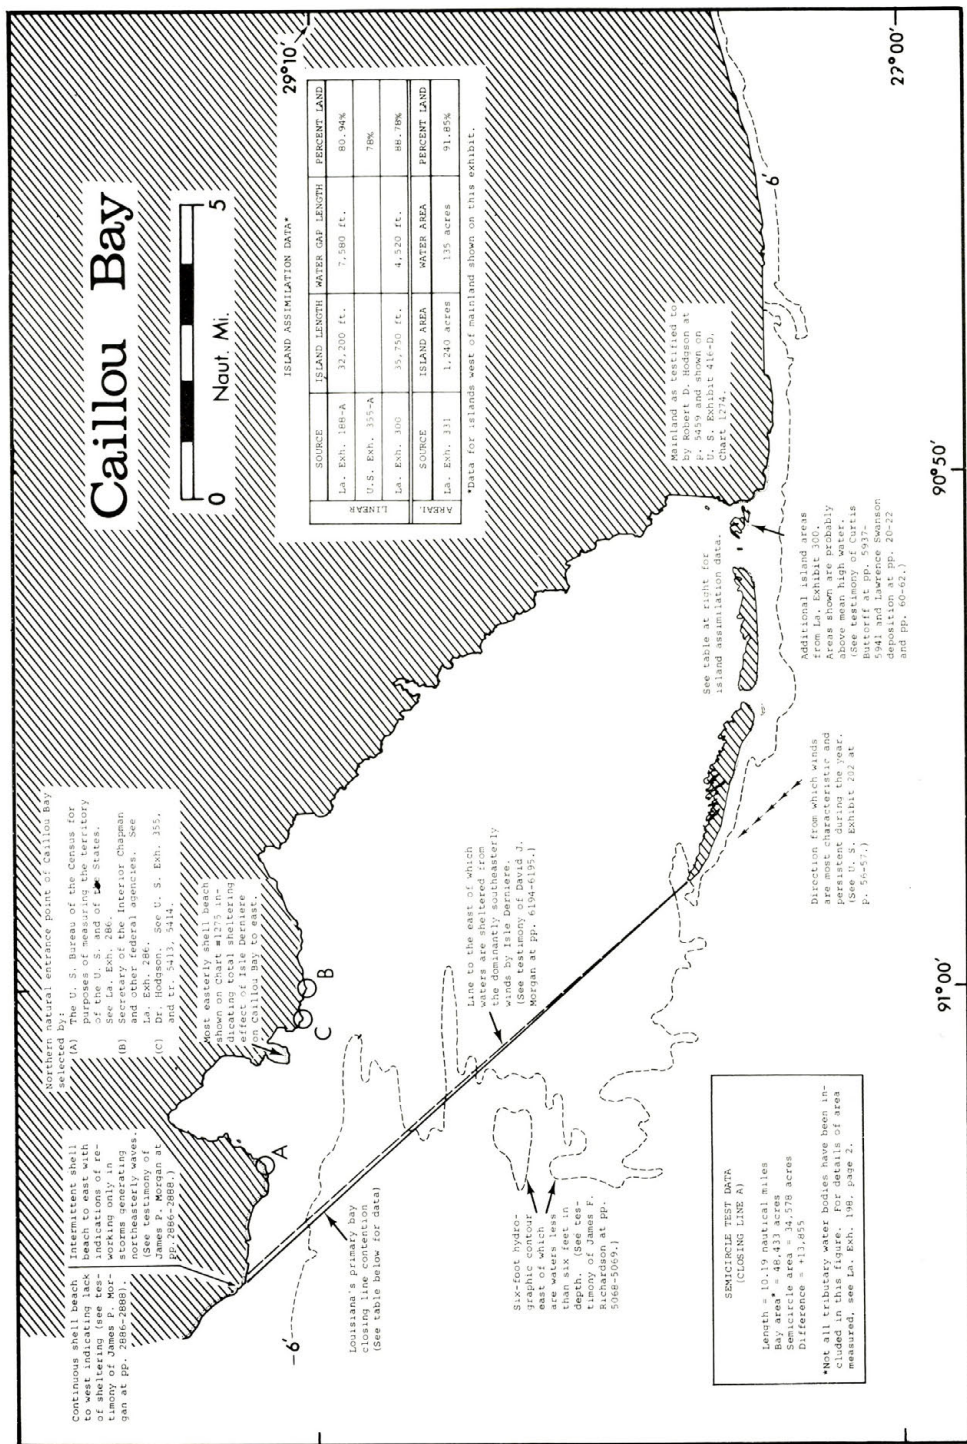 Caillou Bay
0 5
Naut. Mi.
29°10'
ISLAND ASSIMILATION DATA*
SOURCE ISLAND LENGTH WATER GAP LENGTH PERCENT LAND
LINEAR
La. Exh. 188-A 32,200 ft. 7,580 ft. 80.94%
U.S. Exh. 355-A 78%
La. Exh. 300 35,750 ft. 4,520 ft. 88.78%
SOURCE ISLAND AREA WATER AREA PERCENT LAND
AREAL
La. Exh. 331 1,240 acres 135 acres 91.85%
*Data for islands west of mainland shown on this exhibit.
Northern natural entrance point of Caillou Bay
selected by:
(A) The U. S. Bureau of the Census for
purposes of measuring the territory
of the U. S. and of the States.
See La. Exh. 286.
(B) Secretary of the Interior Chapman
and other federal agencies. See
La. Exh. 286.
(C) Dr. Hodgson. See U. S. Exh. 355,
and tr. 5413, 5414.
Continuous shell beach
to west indicating lack
of sheltering (see tes-
timony of James P. Mor-
gan at pp. 2886-2888).
Intermittent shell
beach to east with
indications of re-
working only in
storms generating
northeasterly waves.
(See testimony of
James P. Morgan at
pp. 2886-2888.)
Most easterly shell beach
shown on Chart #1275 in-
dicating total sheltering
effect of Isle Derniere
on Caillou Bay to east.
A
C
B
6'
Louisiana's primary bay
closing line contention
(See table below for data)
Line to the east of which
waters are sheltered from
the dominantly southeasterly
winds by Isle Derniere.
(See testimony of David J.
Morgan at pp. 6194-6195.)
See table at right for
island assimilation data.
Mainland as testified to
by Robert D. Hodgson at
p. 5459 and shown on
U. S. Exhibit 416-D,
Chart 1274.
6'
Six-foot hydro-
graphic contour
east of which
are waters less
than six feet in
depth. (See tes-
timony of James F.
Richardson at pp.
5068-5069.)
Direction from which winds
are most characteristic and
persistent during the year.
(See U. S. Exhibit 202 at
p. 56-57.)
Additional island areas
from La. Exhibit 300.
Areas shown are probably
above mean high water.
(See testimony of Curtis
Buttorff at pp. 5937-
5941 and Lawrence Swanson
deposition at pp. 20-22
and pp. 60-62.)
SEMICIRCLE TEST DATA
(CLOSING LINE A)
Length = 10.19 nautical miles
Bay area* = 48,433 acres
Semicircle area = 34,578 acres
Difference = +13,855
*Not all tributary water bodies have been in-
cluded in this figure. For details of area
measured, see La. Exh. 198. page 2.
91°00'
90°50'
29°00'